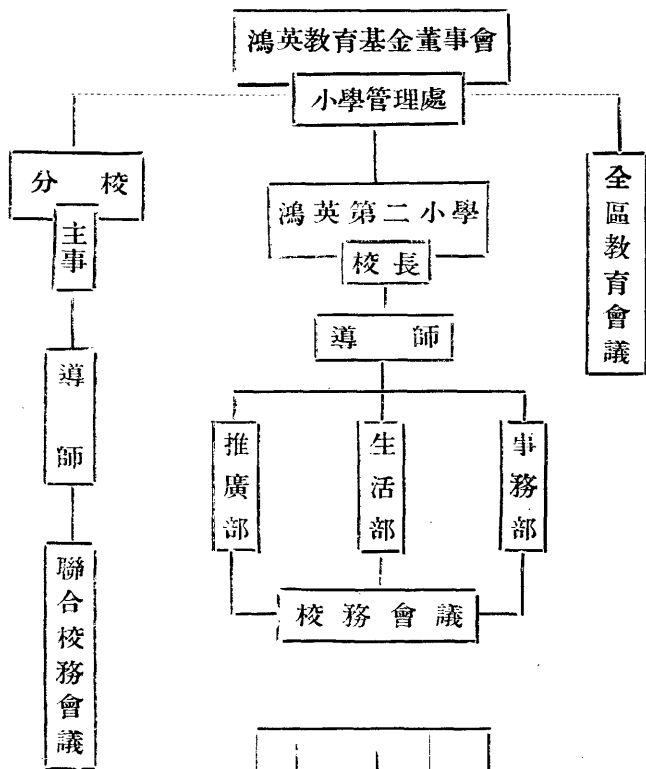 鴻英教育基金董事會
小學管理處
全區教育會議
鴻英第二小學
校長
分校
主事
導師
導師
事務部
生活部
推廣部
校務會議
聯合校務會議